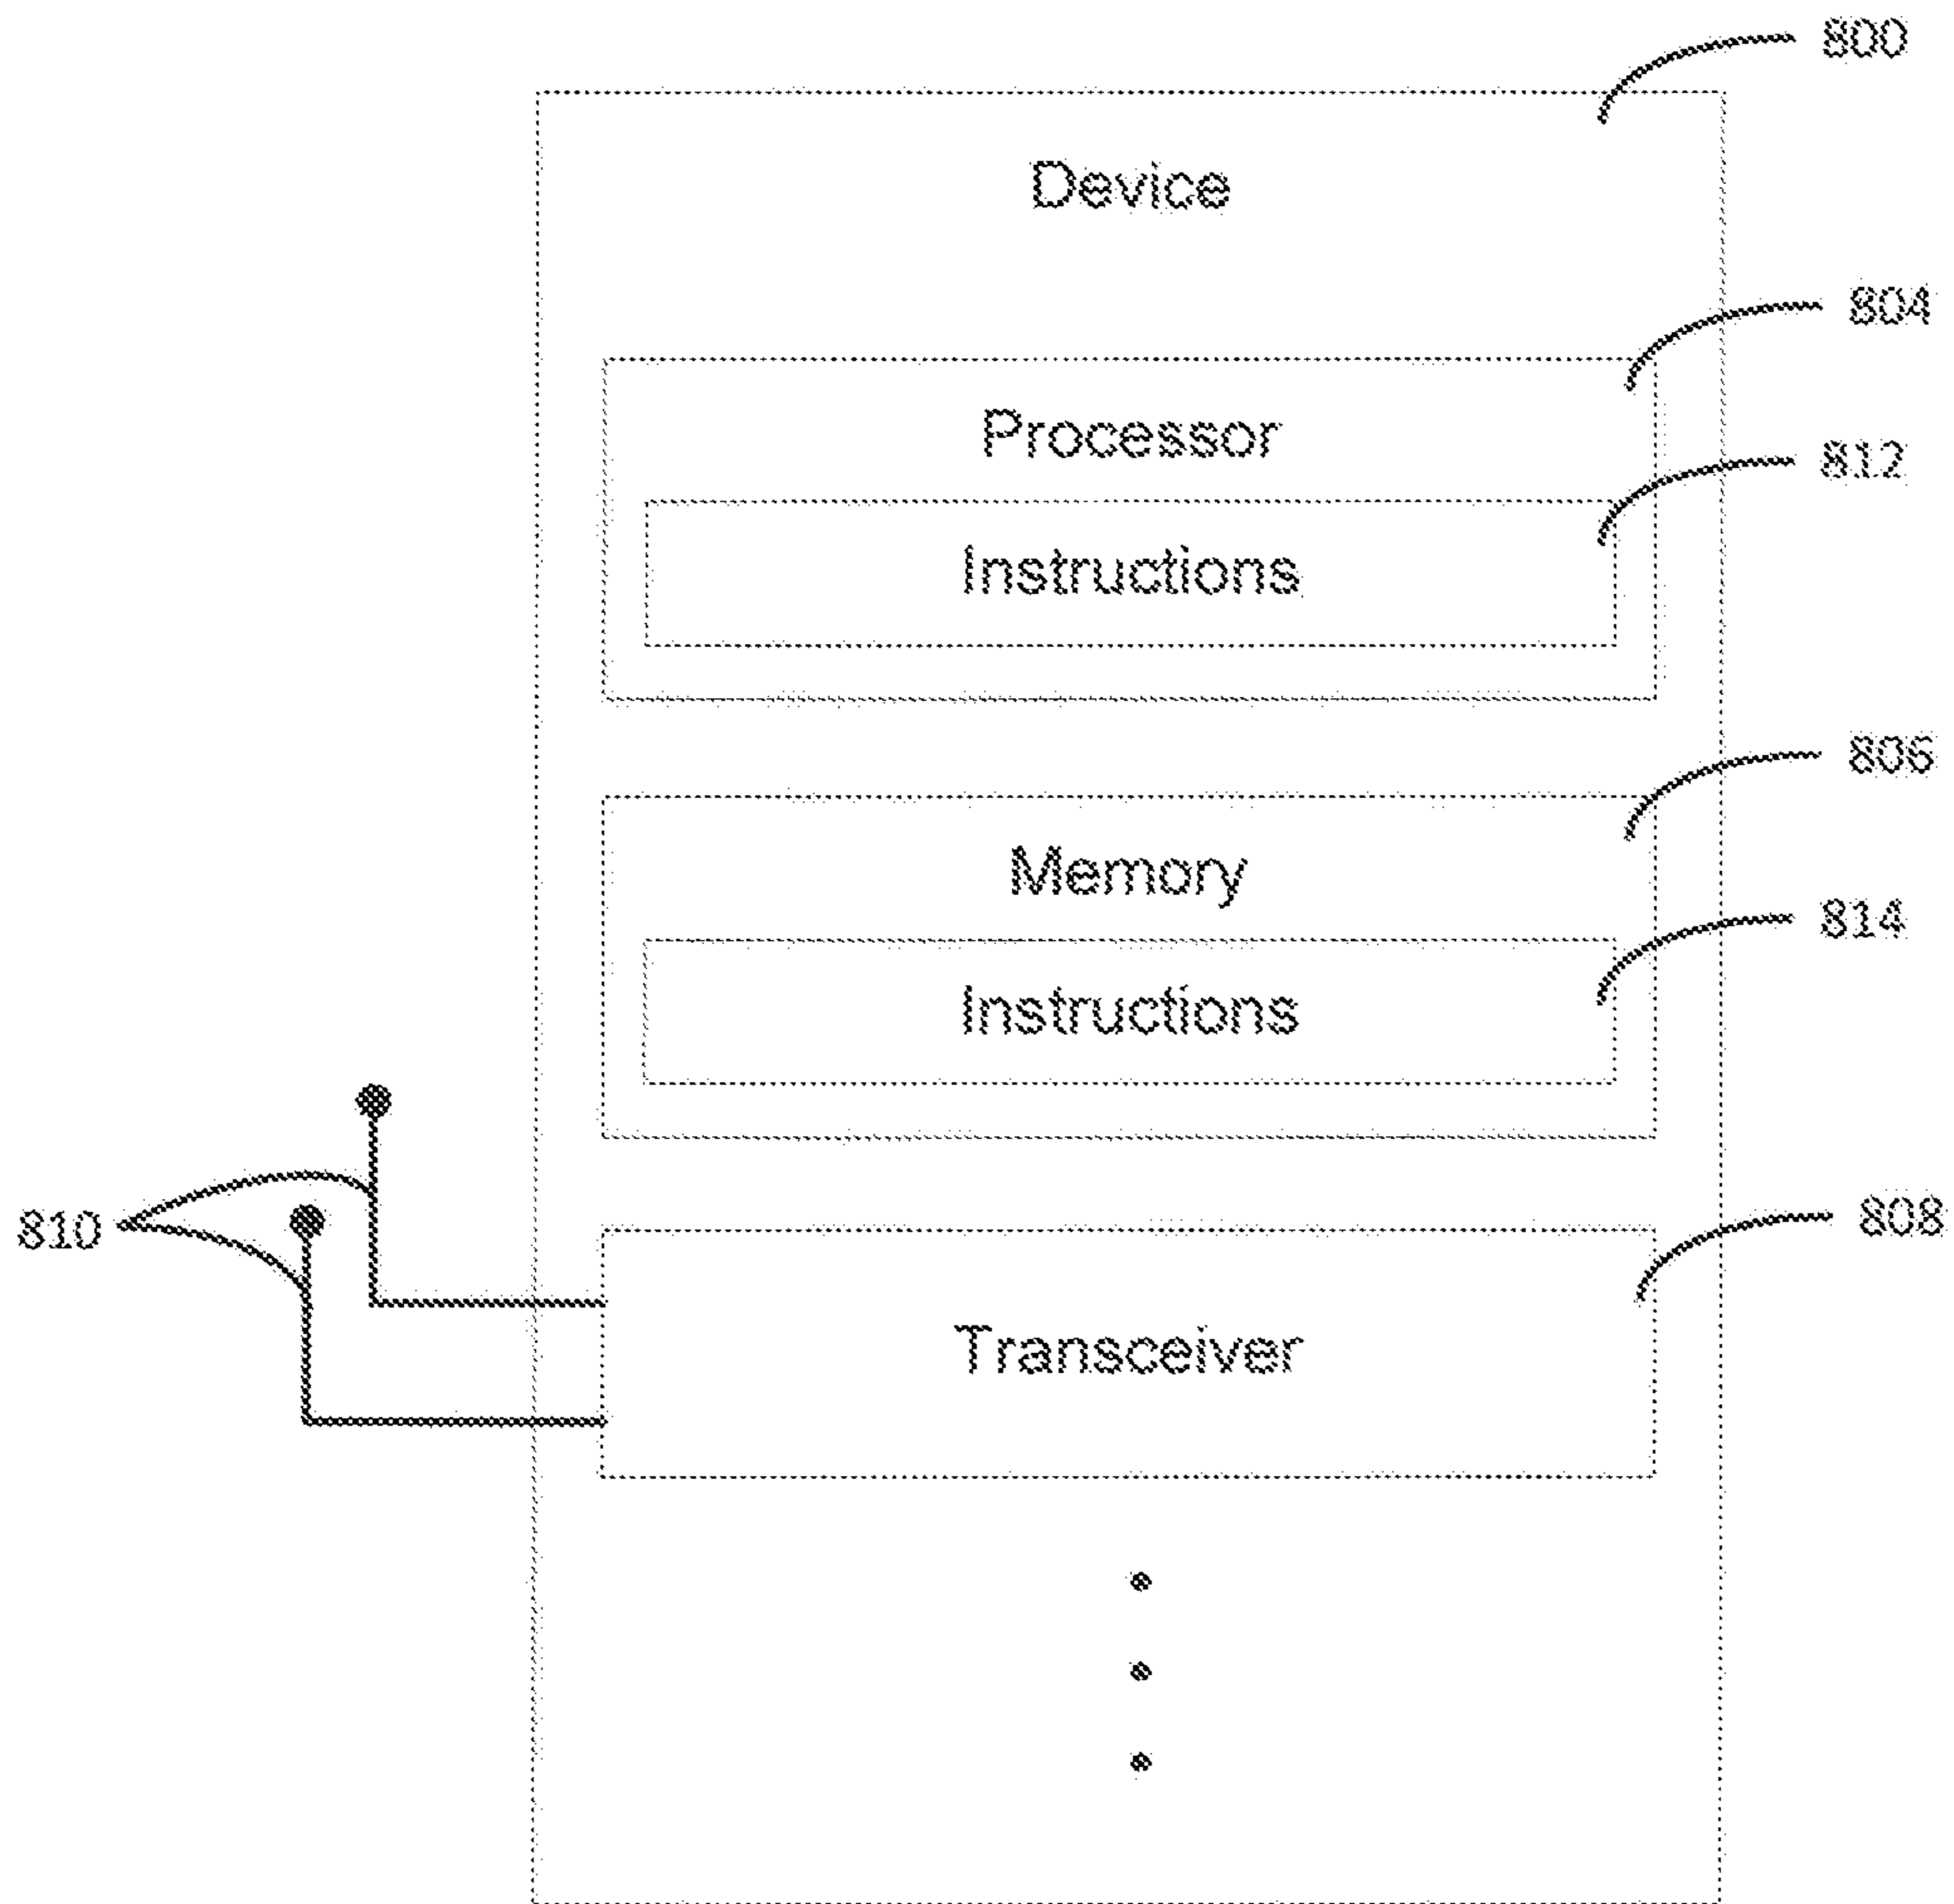 800
Device
804
Processor
812
Instructions
806
Memory
814
Instructions
810
808
Transceiver